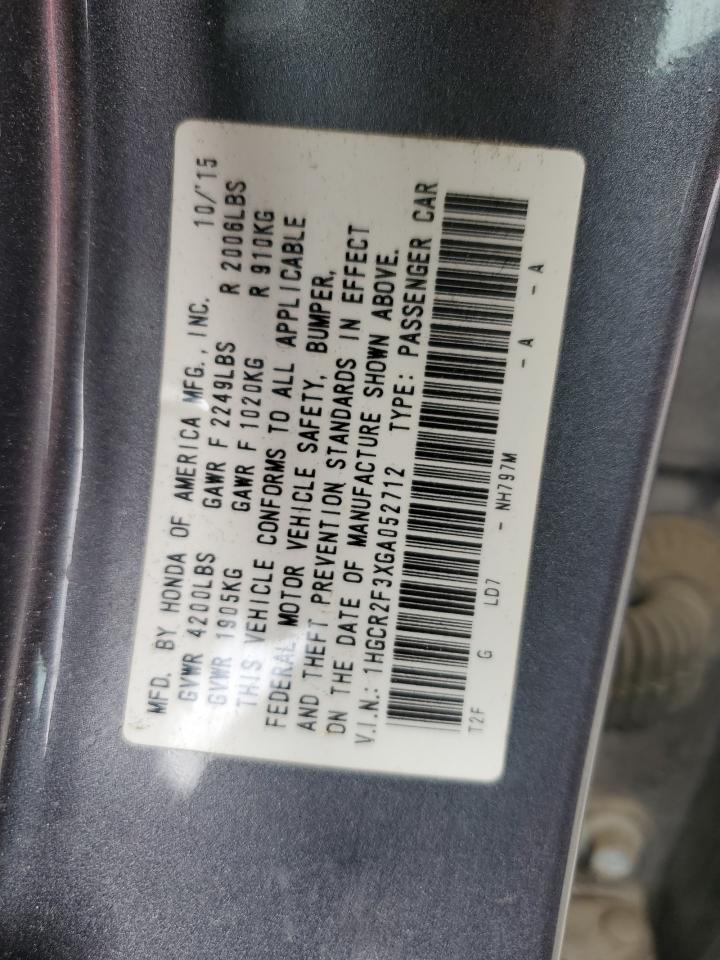 MFD. BY HONDA OF AMERICA MFG., INC. 10/'15
GVWR 4200LBS GAWR F 2249LBS R 2006LBS
GVWR 1905KG GAWR F 1020KG R 910KG
THIS VEHICLE CONFORMS TO ALL APPLICABLE
FEDERAL MOTOR VEHICLE SAFETY, BUMPER,
AND THEFT PREVENTION STANDARDS IN EFFECT
ON THE DATE OF MANUFACTURE SHOWN ABOVE.
V.I.N.: 1HGCR2F3XGA052712 TYPE: PASSENGER CAR
T2F G LD7 - NH797M - A - A